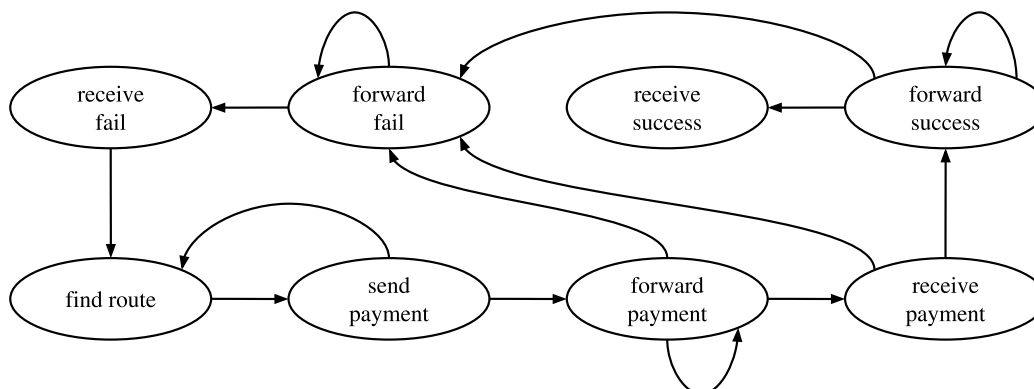 receive
fail
forward
fail
receive
success
forward
success
find route
send
payment
forward
payment
receive
payment